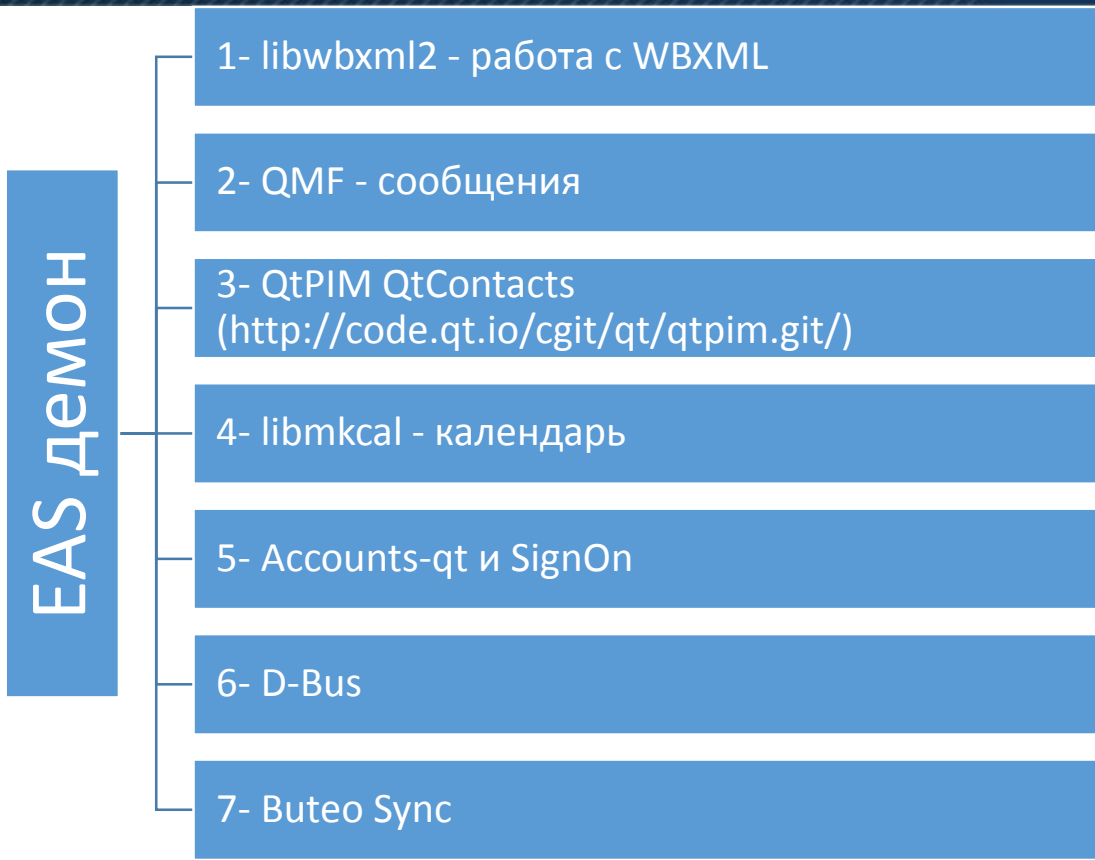 EAS демон
1- libwbxml2 - работа с WBXML
2- QMF - сообщения
3- QtPIM QtContacts
(http://code.qt.io/cgit/qt/qtpim.git/)
4- libmkcal - календарь
5- Accounts-qt и SignOn
6- D-Bus
7- Buteo Sync